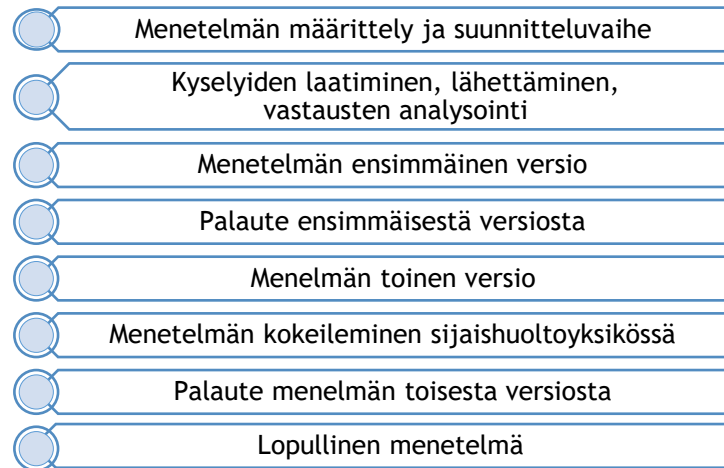 Menetelmän määrittely ja suunnitteluvaihe
Kyselyiden laatiminen, lähettäminen,
vastausten analysointi
Menetelmän ensimmäinen versio
Palaute ensimmäisestä versiosta
Menelmän toinen versio
Menetelmän kokeileminen sijaishuoltoyksikössä
Palaute menelmän toisesta versiosta
Lopullinen menetelmä